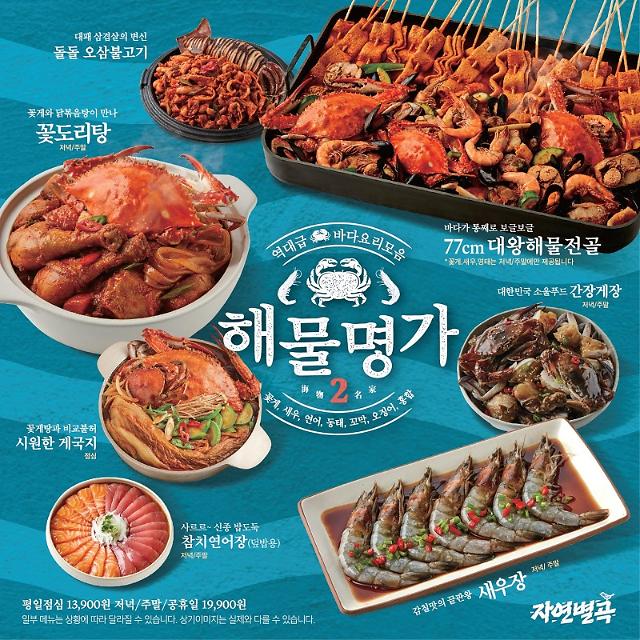 대패 삼겹살의 변신
돌돌 오삼불고기
꽃게와 닭볶음탕이 만나
꽃도리탕
저녁/주말
바다가 통째로 보글보글
77cm 대왕해물전골
*꽃게,새우,명태는 저녁/주말에만 제공됩니다
역대급 바다요리모음
해물명가
海物 2 名家
꽃게, 새우, 연어, 동태, 꼬막, 오징어, 홍합
대한민국 소울푸드 간장게장
저녁/주말
꽃게탕과 비교불허
시원한 게국지
점심
사르르~ 신종 밥도둑
참치연어장(덮밥용)
저녁/주말
감칠맛의 끝판왕 새우장 저녁/주말
평일점심 13,900원 저녁/주말/공휴일 19,900원
일부 메뉴는 상황에 따라 달라질 수 있습니다. 상기이미지는 실제와 다를 수 있습니다.
자연별곡